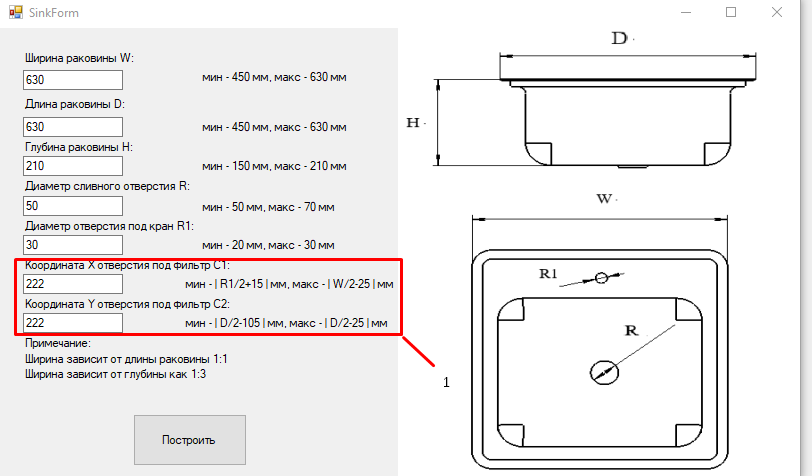 SinkForm
Ширина раковины W:
630
мин - 450 мм, макс - 630 мм
Длина раковины D:
630
мин - 450 мм, макс - 630 мм
Глубина раковины H:
210
мин - 150 мм, макс - 210 мм
Диаметр сливного отверстия R:
50
мин - 50 мм, макс - 70 мм
Диаметр отверстия под кран R1:
30
мин - 20 мм, макс - 30 мм
Координата X отверстия под фильтр C1:
222
мин - | R1/2+15 | мм, макс - | W/2-25 | мм
Координата Y отверстия под фильтр C2:
222
мин - | D/2-105 | мм, макс - | D/2-25 | мм
Примечание:
Ширина зависит от длины раковины 1:1
Ширина зависит от глубины как 1:3
Построить
1
D
H
W
R1
R